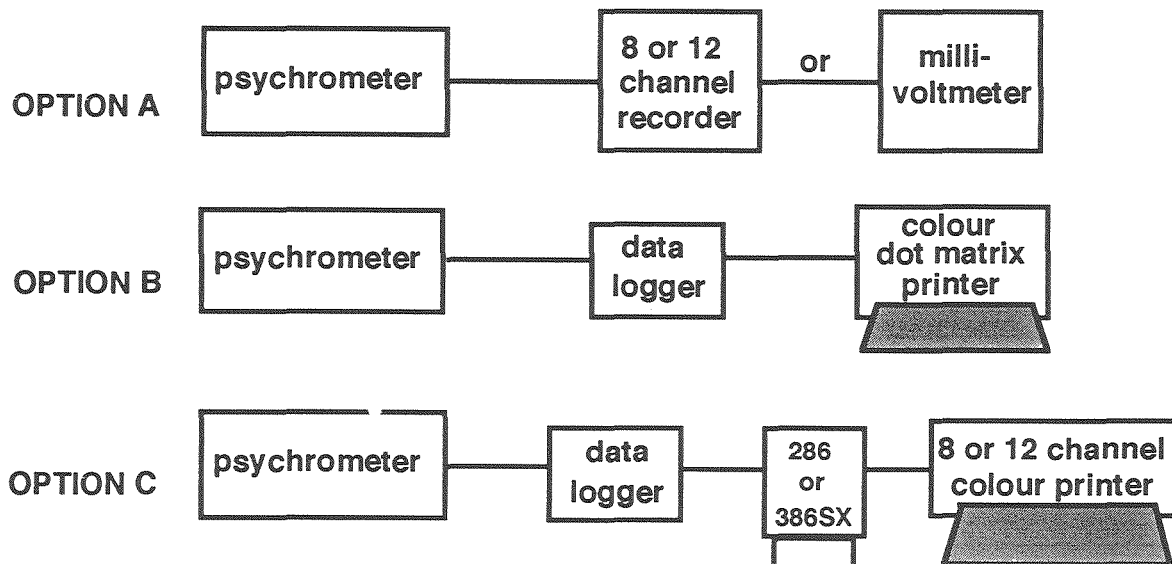 OPTION A
psychrometer
8 or 12
channel
recorder
or
milli-
voltmeter
OPTION B
psychrometer
data
logger
colour
dot matrix
printer
OPTION C
psychrometer
data
logger
286
or
386SX
8 or 12 channel
colour printer